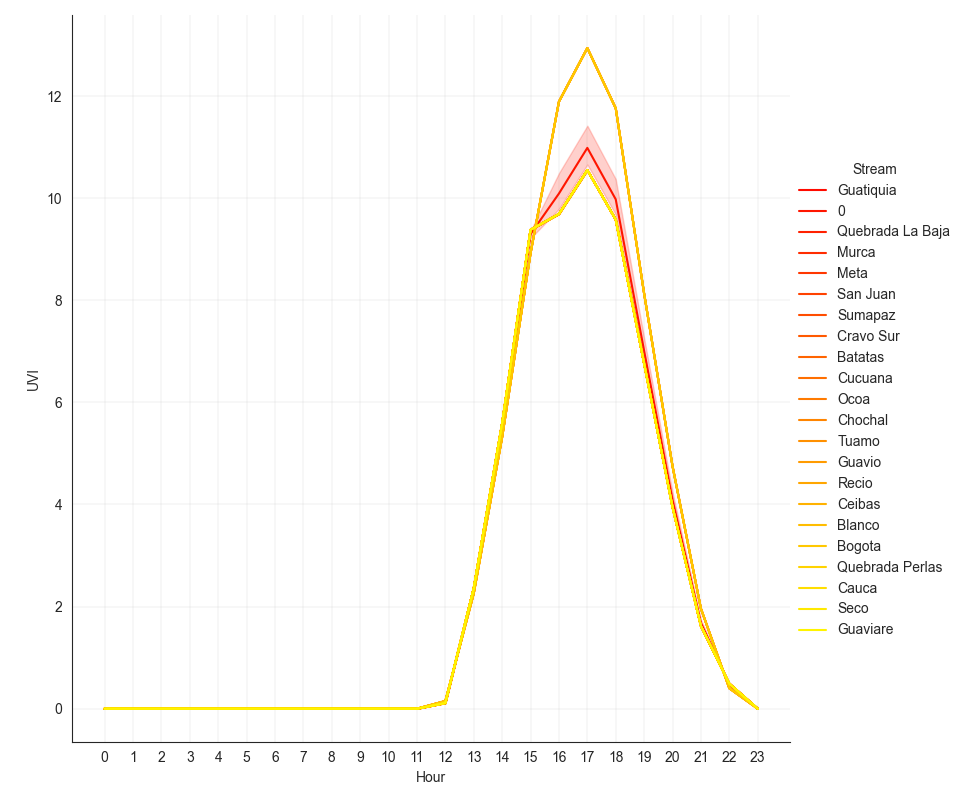 12
10
8
6
4
2
0
UVI
0 1 2 3 4 5 6 7 8 9 10 11 12 13 14 15 16 17 18 19 20 21 22 23
Hour
Stream
Guatiquia
0
Quebrada La Baja
Murca
Meta
San Juan
Sumapaz
Cravo Sur
Batatas
Cucuana
Ocoa
Chochal
Tuamo
Guavio
Recio
Ceibas
Blanco
Bogota
Quebrada Perlas
Cauca
Seco
Guaviare